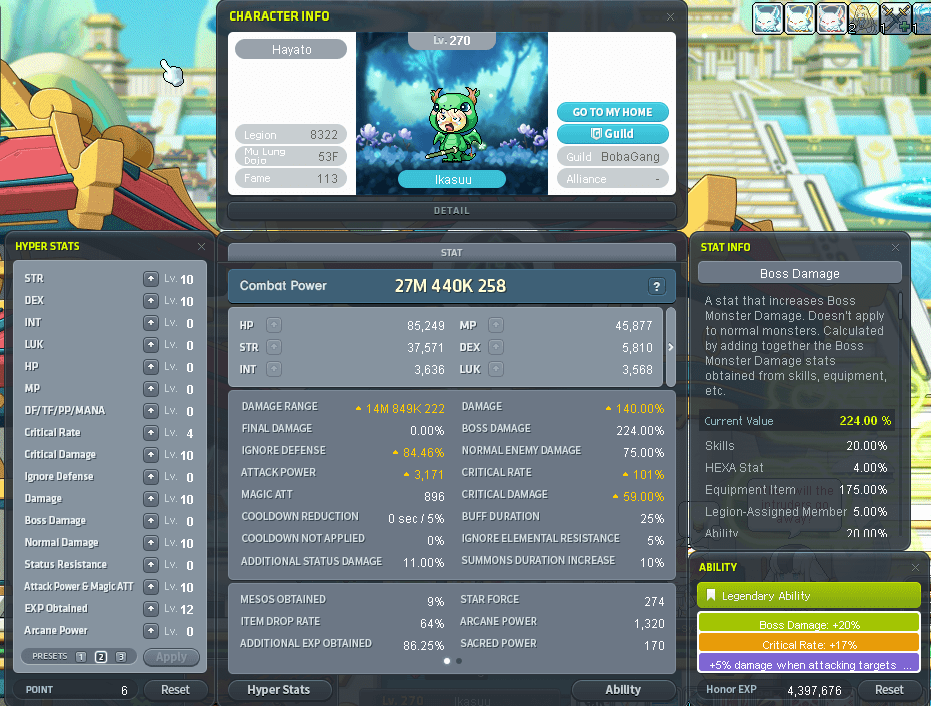 CHARACTER INFO
Lv. 270
Hayato
Legion 8322
Mu Lung Dojo 53F
Fame 113
Ikasuu
GO TO MY HOME
Guild
Guild BobaGang
Alliance -
DETAIL
2
1
1
HYPER STATS
STR Lv. 10
DEX Lv. 10
INT Lv. 0
LUK Lv. 0
HP Lv. 0
MP Lv. 0
DF/TF/PP/MANA Lv. 0
Critical Rate Lv. 4
Critical Damage Lv. 10
Ignore Defense Lv. 0
Damage Lv. 10
Boss Damage Lv. 0
Normal Damage Lv. 10
Status Resistance Lv. 0
Attack Power & Magic ATT Lv. 10
EXP Obtained Lv. 12
Arcane Power Lv. 0
PRESETS 1 2 3 Apply
POINT 6 Reset
STAT
Combat Power 27M 440K 258 ?
HP 85,249 MP 45,877
STR 37,571 DEX 5,810
INT 3,636 LUK 3,568
DAMAGE RANGE 14M 849K 222 DAMAGE 140.00%
FINAL DAMAGE 0.00% BOSS DAMAGE 224.00%
IGNORE DEFENSE 84.46% NORMAL ENEMY DAMAGE 75.00%
ATTACK POWER 3,171 CRITICAL RATE 101%
MAGIC ATT 896 CRITICAL DAMAGE 59.00%
COOLDOWN REDUCTION 0 sec / 5% BUFF DURATION 25%
COOLDOWN NOT APPLIED 0% IGNORE ELEMENTAL RESISTANCE 5%
ADDITIONAL STATUS DAMAGE 11.00% SUMMONS DURATION INCREASE 10%
MESOS OBTAINED 9% STAR FORCE 274
ITEM DROP RATE 64% ARCANE POWER 1,320
ADDITIONAL EXP OBTAINED 86.25% SACRED POWER 170
Hyper Stats Ability
Lv. 270 Ikasuu
STAT INFO
Boss Damage
A stat that increases Boss
Monster Damage. Doesn't apply
to normal monsters. Calculated
by adding together the Boss
Monster Damage stats
obtained from skills, equipment,
etc.
Current Value 224.00 %
Skills 20.00%
HEXA Stat 4.00%
Equipment Item 175.00%
Legion-Assigned Member 5.00%
Ability 20.00%
ABILITY
Legendary Ability
Boss Damage: +20%
Critical Rate: +17%
+5% damage when attacking targets ...
Honor EXP 4,397,676 Reset